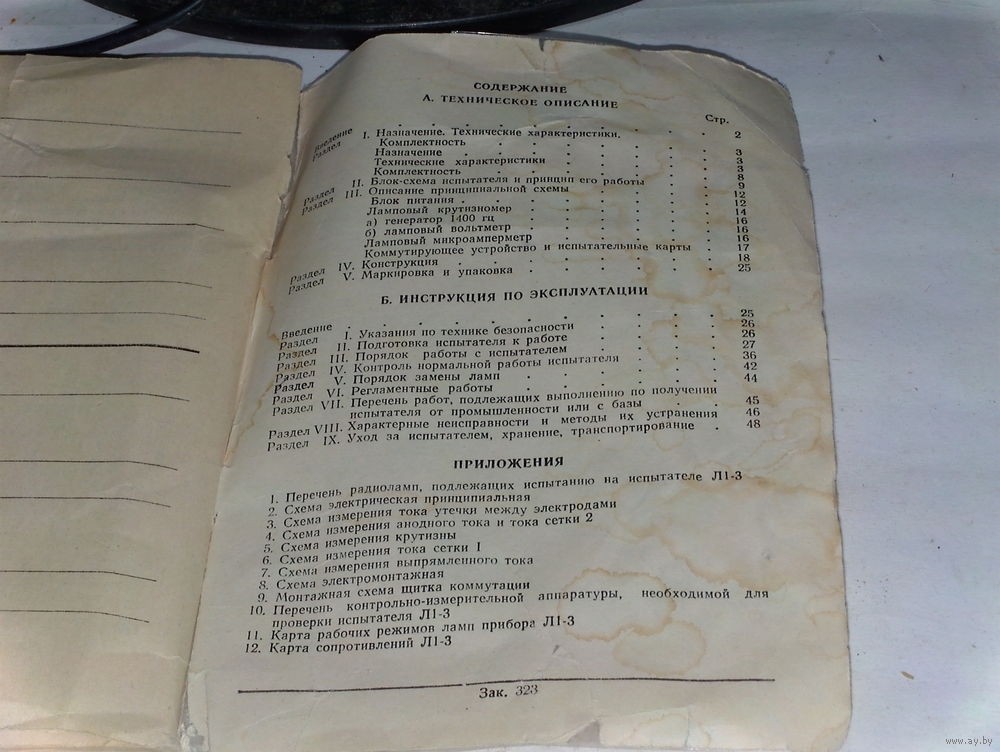 СОДЕРЖАНИЕ
А. ТЕХНИЧЕСКОЕ ОПИСАНИЕ
Стр.
Введение . . . . . . . . . . 2
Раздел I. Назначение. Технические характеристики.
Комплектность . . . . . . . 3
Назначение . . . . . . . . 3
Технические характеристики . . . . . 3
Комплектность . . . . . . . 8
Раздел II. Блок-схема испытателя и принцип его работы . . 9
Раздел III. Описание принципиальной схемы . . . . 12
Блок питания . . . . . . . . 12
Ламповый крутизномер . . . . . . 14
а) генератор 1400 гц . . . . . . 16
б) ламповый вольтметр . . . . . . 16
Ламповый микроамперметр . . . . . 16
Коммутирующее устройство и испытательные карты . 17
Раздел IV. Конструкция . . . . . . . . 18
Раздел V. Маркировка и упаковка . . . . . . 25
Б. ИНСТРУКЦИЯ ПО ЭКСПЛУАТАЦИИ
Введение . . . . . . . . . . . 25
Раздел I. Указания по технике безопасности . . . . 26
Раздел II. Подготовка испытателя к работе . . . . 26
Раздел III. Порядок работы с испытателем . . . . 27
Раздел IV. Контроль нормальной работы испытателя . . . 36
Раздел V. Порядок замены ламп . . . . . . 42
Раздел VI. Регламентные работы . . . . . . 44
Раздел VII. Перечень работ, подлежащих выполнению по получении
испытателя от промышленности или с базы . . 45
Раздел VIII. Характерные неисправности и методы их устранения 46
Раздел IX. Уход за испытателем, хранение, транспортирование . 48
ПРИЛОЖЕНИЯ
1. Перечень радиоламп, подлежащих испытанию на испытателе Л1-3
2. Схема электрическая принципиальная
3. Схема измерения тока утечки между электродами
4. Схема измерения анодного тока и тока сетки 2
5. Схема измерения крутизны
6. Схема измерения тока сетки I
7. Схема измерения выпрямленного тока
8. Схема электромонтажная
9. Монтажная схема щитка коммутации
10. Перечень контрольно-измерительной аппаратуры, необходимой для
проверки испытателя Л1-3
11. Карта рабочих режимов ламп прибора Л1-3
12. Карта сопротивлений Л1-3
Зак. 323
www.ay.by